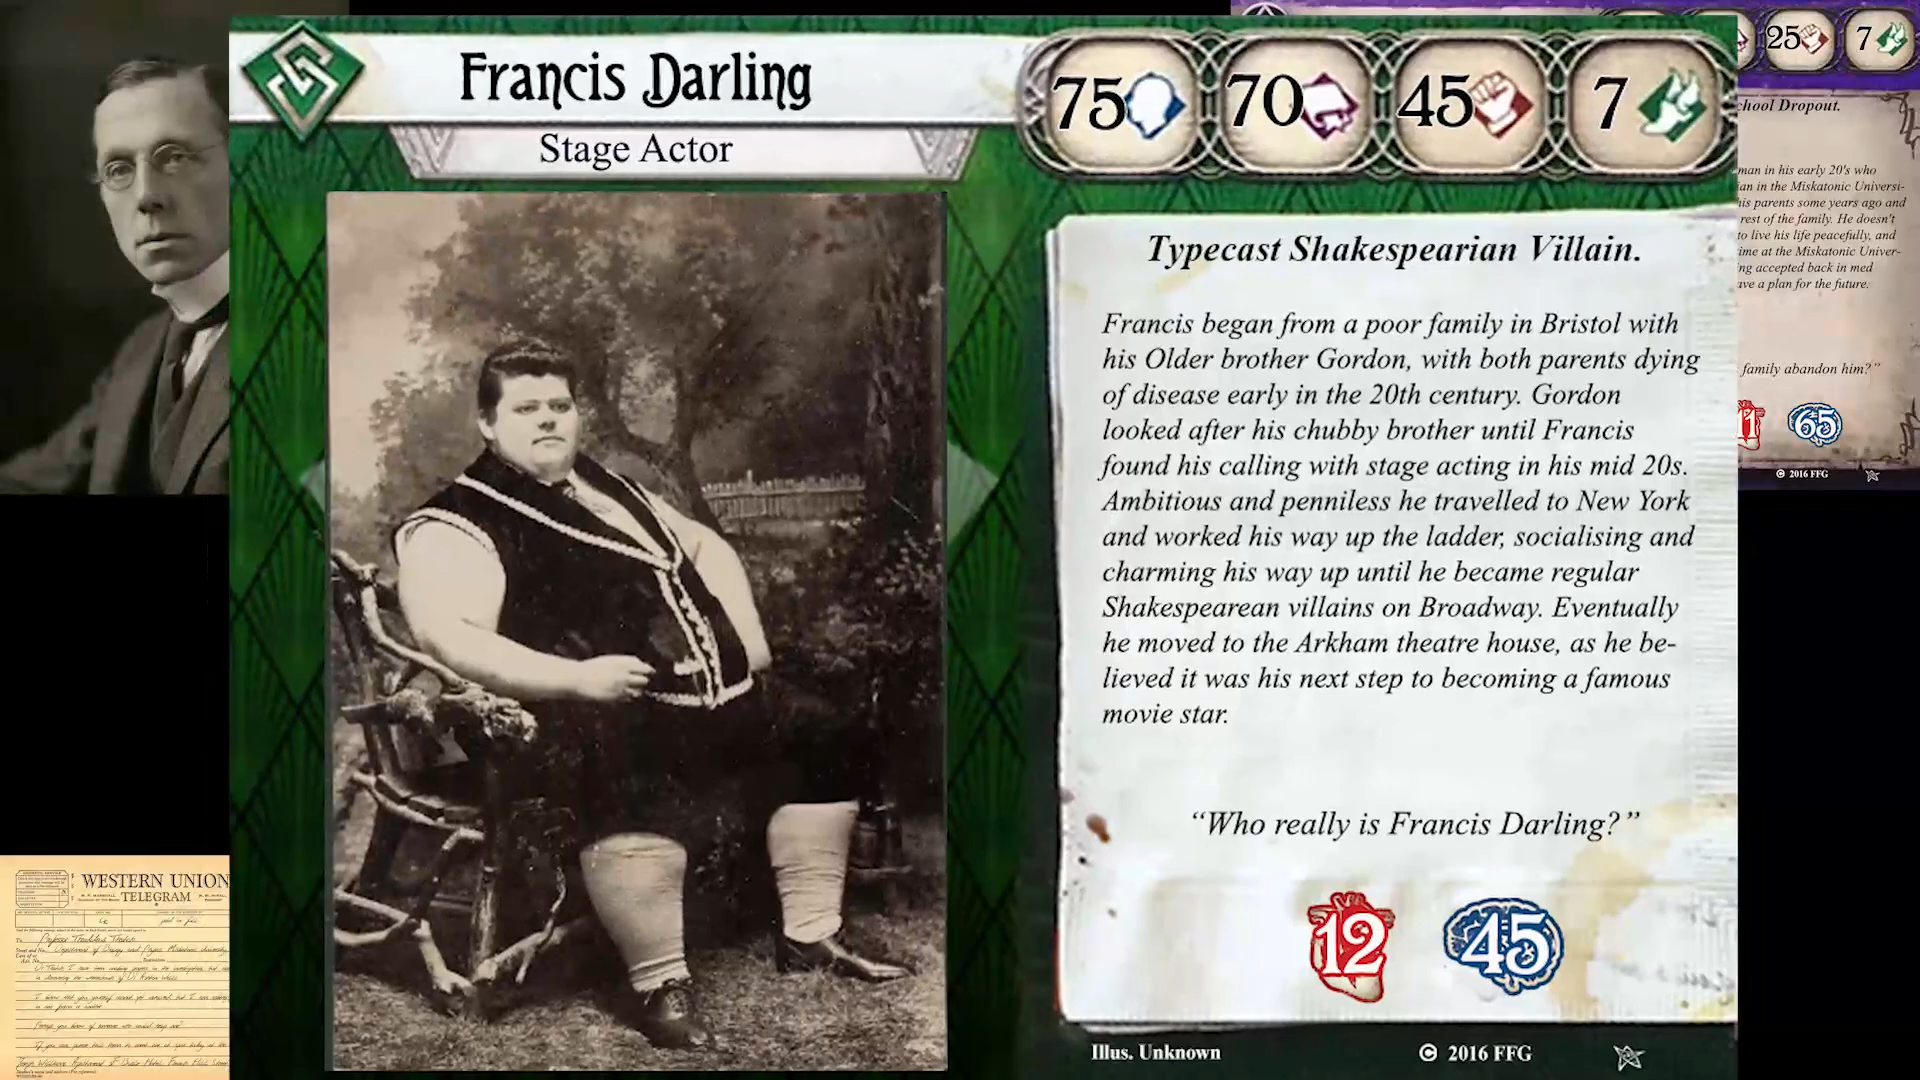 Francis Darling
Stage Actor
75
70
45
7
Typecast Shakespearian Villain.
Francis began from a poor family in Bristol with
his Older brother Gordon, with both parents dying
of disease early in the 20th century. Gordon
looked after his chubby brother until Francis
found his calling with stage acting in his mid 20s.
Ambitious and penniless he travelled to New York
and worked his way up the ladder, socialising and
charming his way up until he became regular
Shakespearean villains on Broadway. Eventually
he moved to the Arkham theatre house, as he be-
lieved it was his next step to becoming a famous
movie star.
“Who really is Francis Darling?”
12
45
Illus. Unknown
© 2016 FFG
25
7
chool Dropout.
man in his early 20's who
ian in the Miskatonic Universi-
his parents some years ago and
rest of the family. He doesn't
to live his life peacefully, and
ime at the Miskatonic Univer-
ng accepted back in med
ave a plan for the future.
family abandon him?”
1
65
© 2016 FFG
WESTERN UNION
TELEGRAM